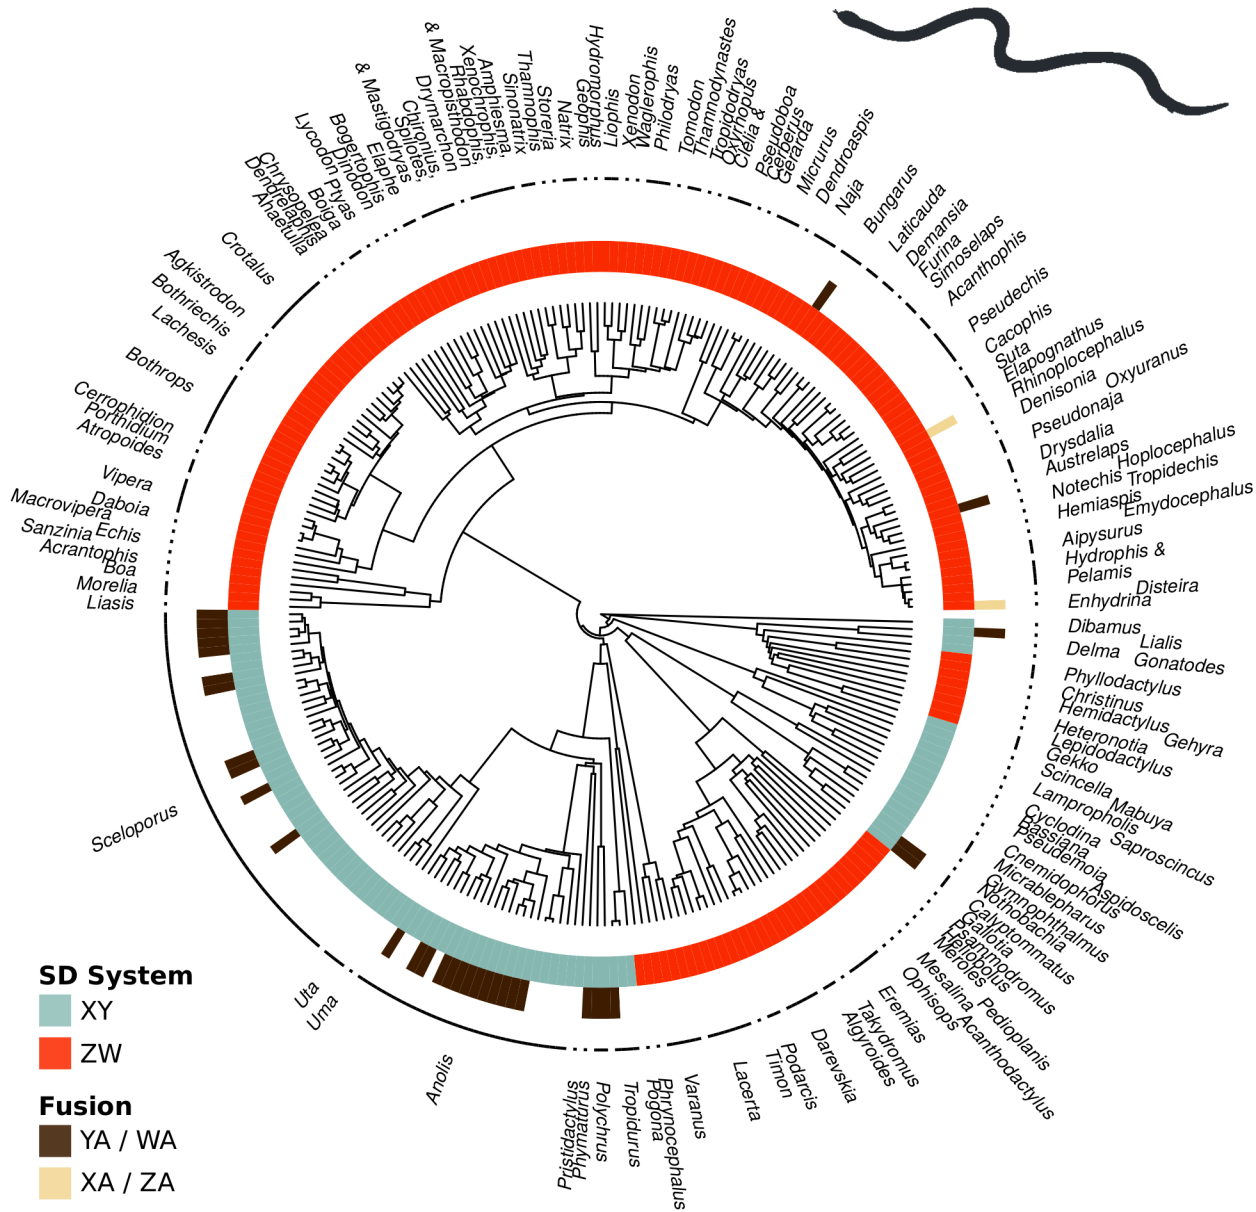 Hydromorphus
Geophis
Liophis
Xenodon
Waglerophis
Philodryas
Tomodon
Thamnodynastes
Tropidodryas
Oxyrhopus
Clelia &
Pseudoboa
Cerberus
Gerarda
Micrurus
Dendroaspis
Naja
Bungarus
Laticauda
Demansia
Furina
Simoselaps
Acanthophis
Pseudechis
Cacophis
Suta
Elapognathus
Rhinoplocephalus
Denisonia
Oxyuranus
Pseudonaja
Drysdalia
Austrelaps
Hoplocephalus
Notechis
Tropidechis
Hemiaspis
Emydocephalus
Aipysurus
Hydrophis &
Pelamis
Disteira
Enhydrina
Dibamus
Lialis
Delma
Gonatodes
Phyllodactylus
Christinus
Hemidactylus
Gehyra
Heteronotia
Lepidodactylus
Gekko
Scincella
Mabuya
Lampropholis
Cyclodina
Saproscincus
Bassiana
Pseudemoia
Cnemidophorus
Aspidoscelis
Micrablepharus
Gymnophthalmus
Nothobachia
Calyptommatus
Gallotia
Psammodromus
Heliobolus
Meroles
Pedioplanis
Mesalina
Acanthodactylus
Ophisops
Eremias
Takydromus
Algyroides
Darevskia
Podarcis
Timon
Lacerta
Varanus
Phrynocephalus
Pogona
Tropidurus
Polychrus
Phymaturus
Pristidactylus
Anolis
Uma
Uta
Sceloporus
Liasis
Morelia
Boa
Acrantophis
Sanzinia
Echis
Macrovipera
Daboia
Vipera
Atropoides
Porthidium
Cerrophidion
Bothrops
Lachesis
Bothriechis
Agkistrodon
Crotalus
Ahaetulla
Dendrelaphis
Chrysopelea
Boiga
Ptyas
Lycodon
Dinodon
Bogertophis
Elaphe
& Mastigodryas
Spilotes,
Chironius,
Drymarchon
& Macropisthodon
Rhabdophis,
Xenochrophis,
Amphiesma,
Sinonatrix
Thamnophis
Storeria
Natrix
SD System
XY
ZW
Fusion
YA / WA
XA / ZA